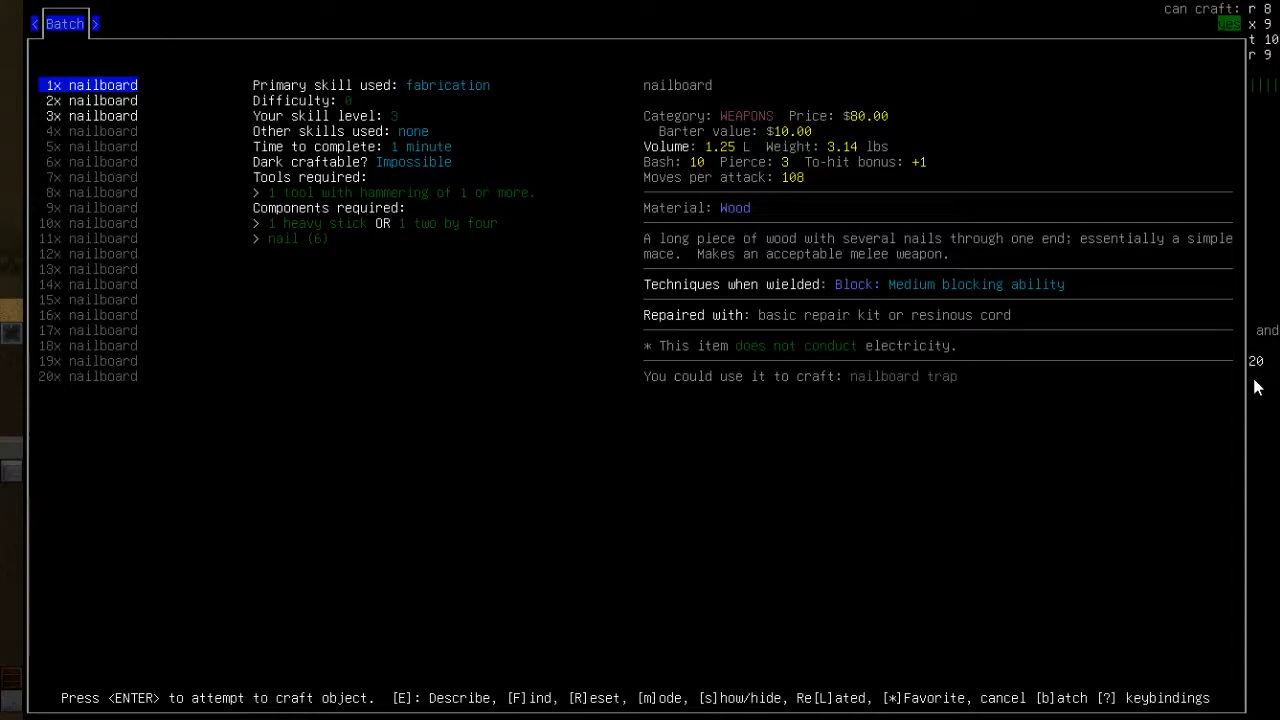 can craft: r 8
< Batch > yes x 9
t 10
r 9
1x nailboard Primary skill used: fabrication nailboard
2x nailboard Difficulty: 0
3x nailboard Your skill level: 3 Category: WEAPONS Price: $80.00
4x nailboard Other skills used: none Barter value: $10.00
5x nailboard Time to complete: 1 minute Volume: 1.25 L Weight: 3.14 lbs
6x nailboard Dark craftable? Impossible Bash: 10 Pierce: 3 To-hit bonus: +1
7x nailboard Tools required: Moves per attack: 108
8x nailboard > 1 tool with hammering of 1 or more.
9x nailboard Components required: Material: Wood
10x nailboard > 1 heavy stick OR 1 two by four
11x nailboard > nail (6) A long piece of wood with several nails through one end; essentially a simple
12x nailboard mace. Makes an acceptable melee weapon.
13x nailboard
14x nailboard Techniques when wielded: Block: Medium blocking ability
15x nailboard
16x nailboard Repaired with: basic repair kit or resinous cord
17x nailboard and
18x nailboard * This item does not conduct electricity.
19x nailboard 20
20x nailboard You could use it to craft: nailboard trap
Press <ENTER> to attempt to craft object. [E]: Describe, [F]ind, [R]eset, [m]ode, [s]how/hide, Re[L]ated, [*]Favorite, cancel [b]atch [?] keybindings